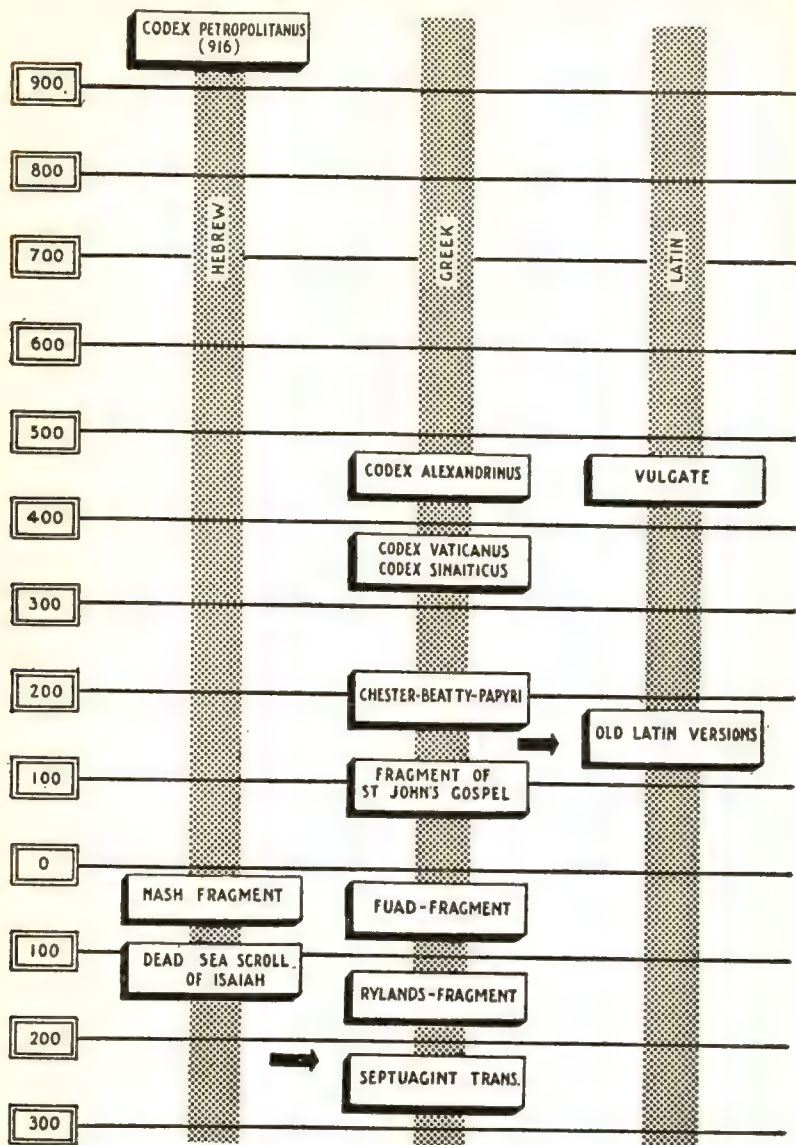 CODEX PETROPOLITANUS
(916)
900
800
HEBREW
GREEK
LATIN
700
600
500
CODEX ALEXANDRINUS
VULGATE
400
CODEX VATICANUS
CODEX SINAITICUS
300
200
CHESTER-BEATTY-PAPYRI
OLD LATIN VERSIONS
100
FRAGMENT OF
ST JOHN'S GOSPEL
0
NASH FRAGMENT
FUAD-FRAGMENT
100
DEAD SEA SCROLL
OF ISAIAH
RYLANDS-FRAGMENT
200
SEPTUAGINT TRANS.
300